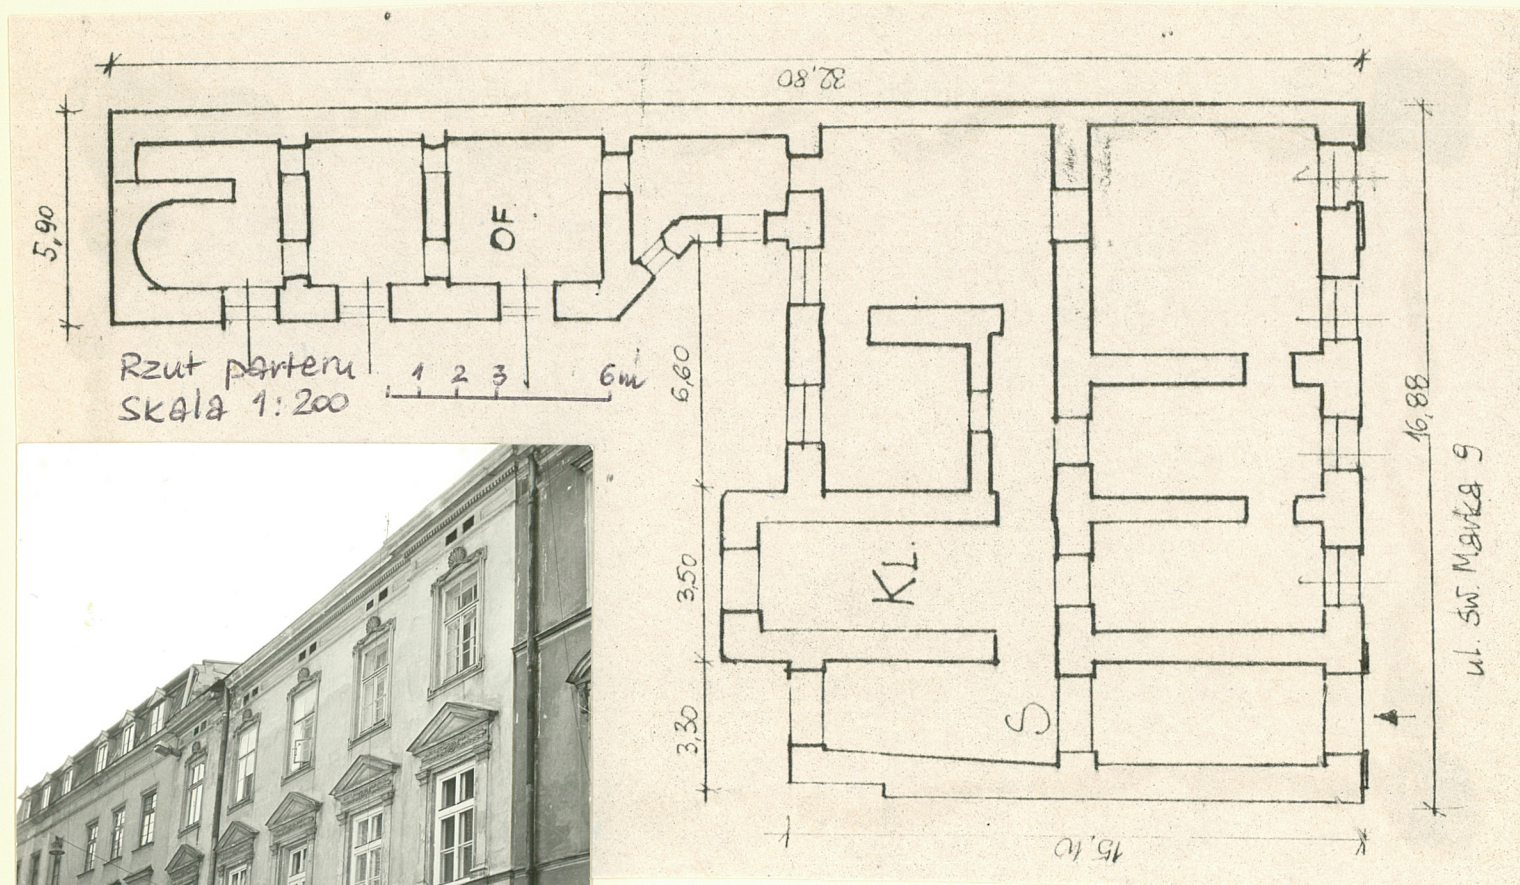 32,80
5,90
OF
Rzut parteru
Skala 1:200
1 2 3 6m
6,60
16,88
ul. św. Marka 9
3,50
KL.
3,30
S
15,10